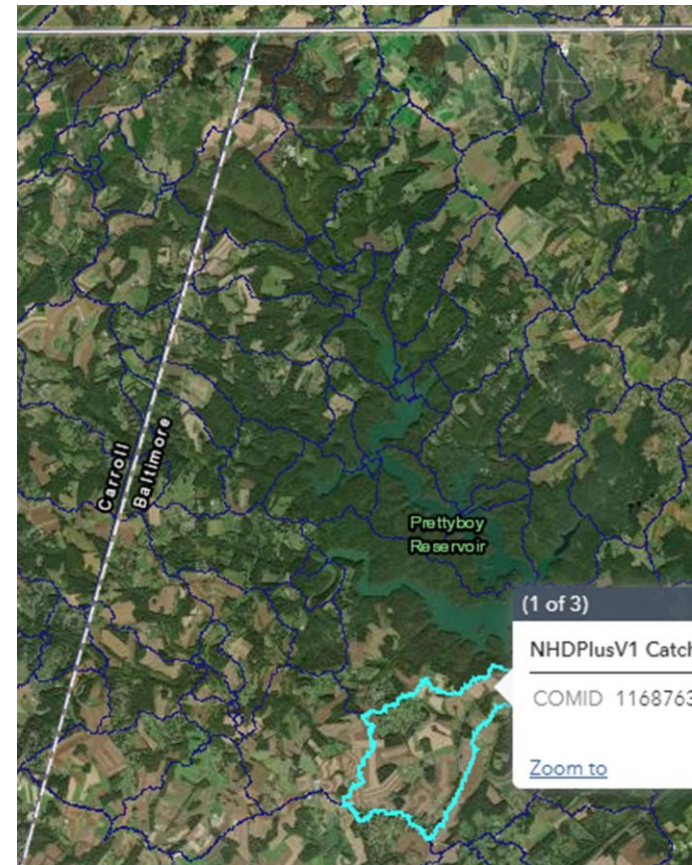 Carroll
Baltimore
Prettyboy
Reservoir
(1 of 3)
NHDPlusV1 Catch
COMID 1168763
Zoom to